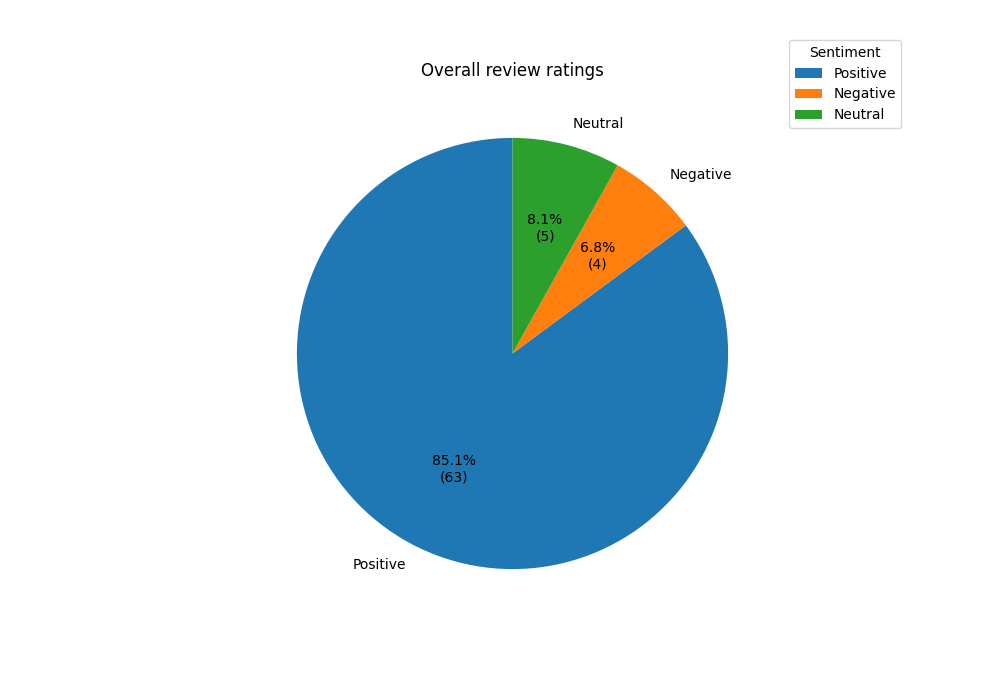 Overall review ratings
Sentiment
Positive
Negative
Neutral
Neutral
Negative
8.1%
(5)
6.8%
(4)
85.1%
(63)
Positive